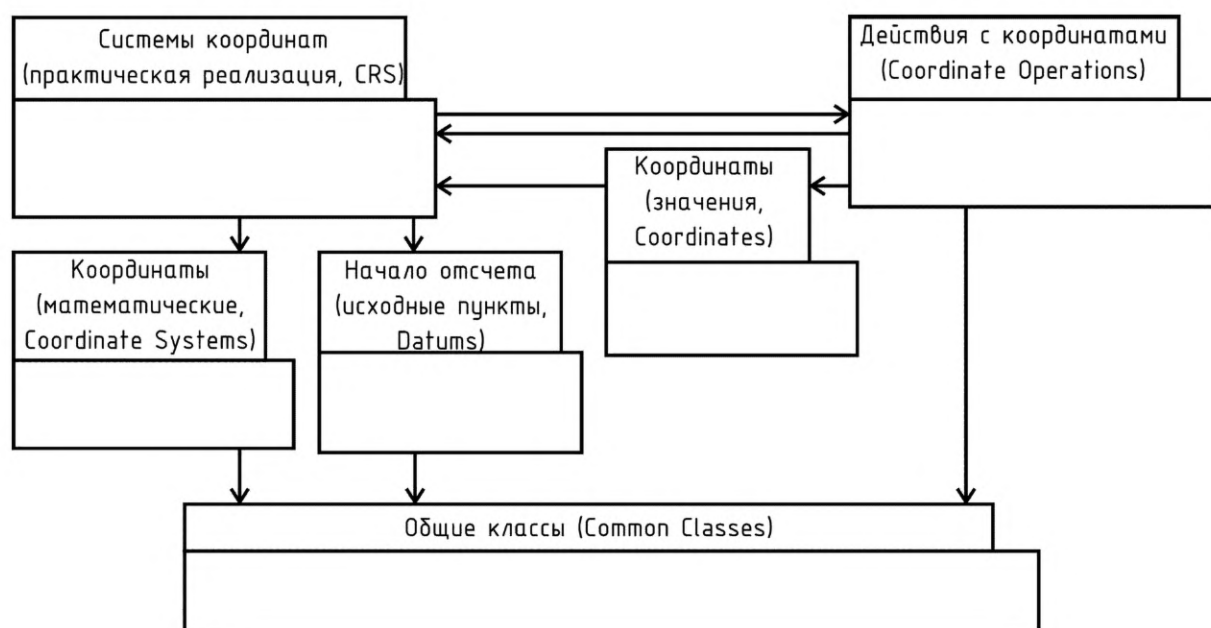 Системы координат
(практическая реализация, CRS)
Действия с координатами
(Coordinate Operations)
Координаты
(значения,
Coordinates)
Координаты
(математические,
Coordinate Systems)
Начало отсчета
(исходные пункты,
Datums)
Общие классы (Common Classes)